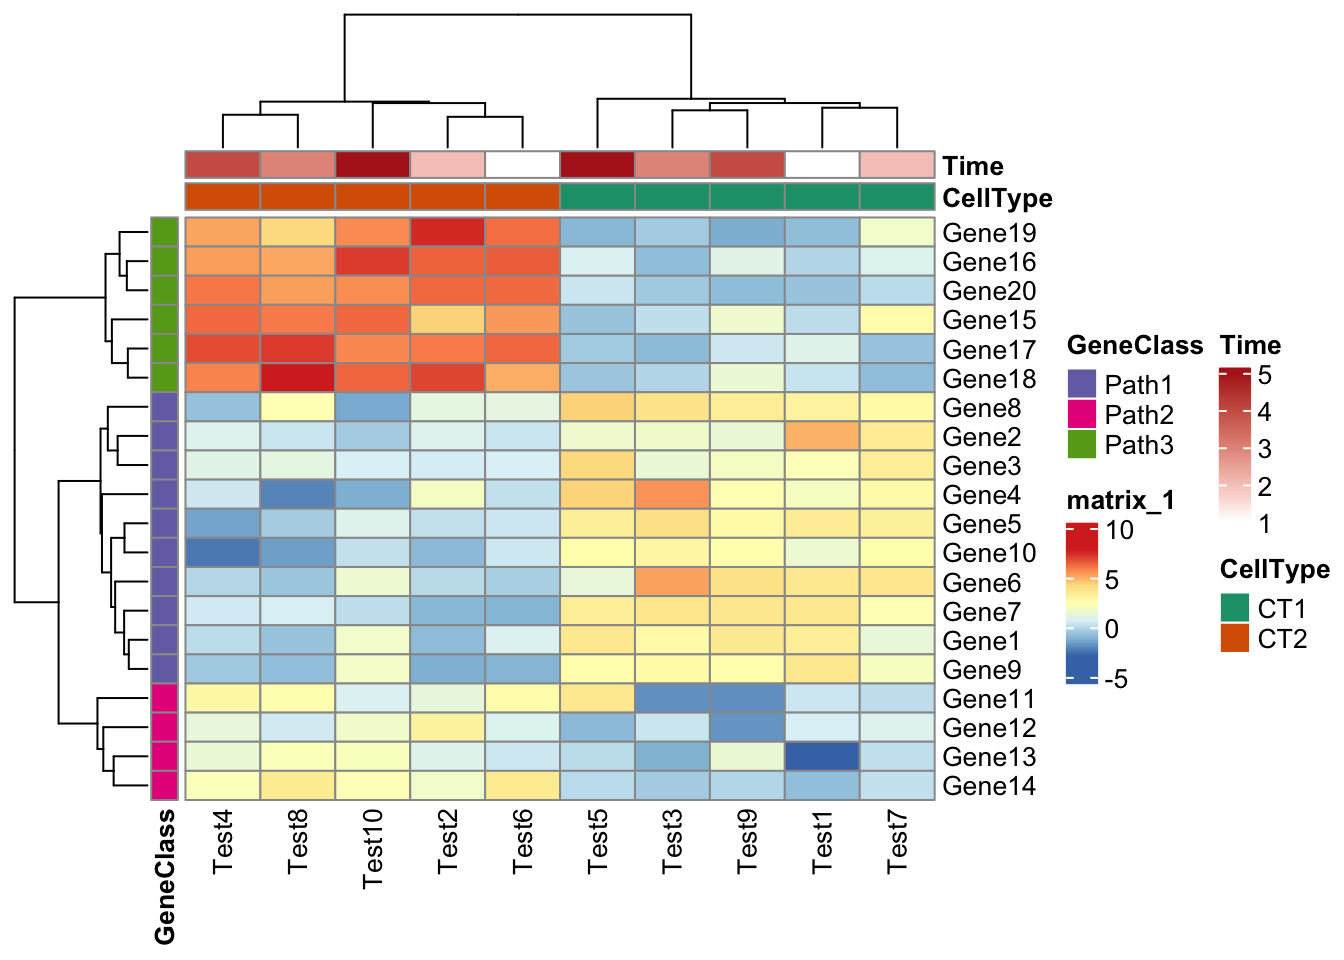 Time
CellType
Gene19
Gene16
Gene20
Gene15
Gene17
Gene18
Gene8
Gene2
Gene3
Gene4
Gene5
Gene10
Gene6
Gene7
Gene1
Gene9
Gene11
Gene12
Gene13
Gene14
GeneClass
Test4
Test8
Test10
Test2
Test6
Test5
Test3
Test9
Test1
Test7
GeneClass
Path1
Path2
Path3
matrix_1
10
5
0
-5
Time
5
4
3
2
1
CellType
CT1
CT2